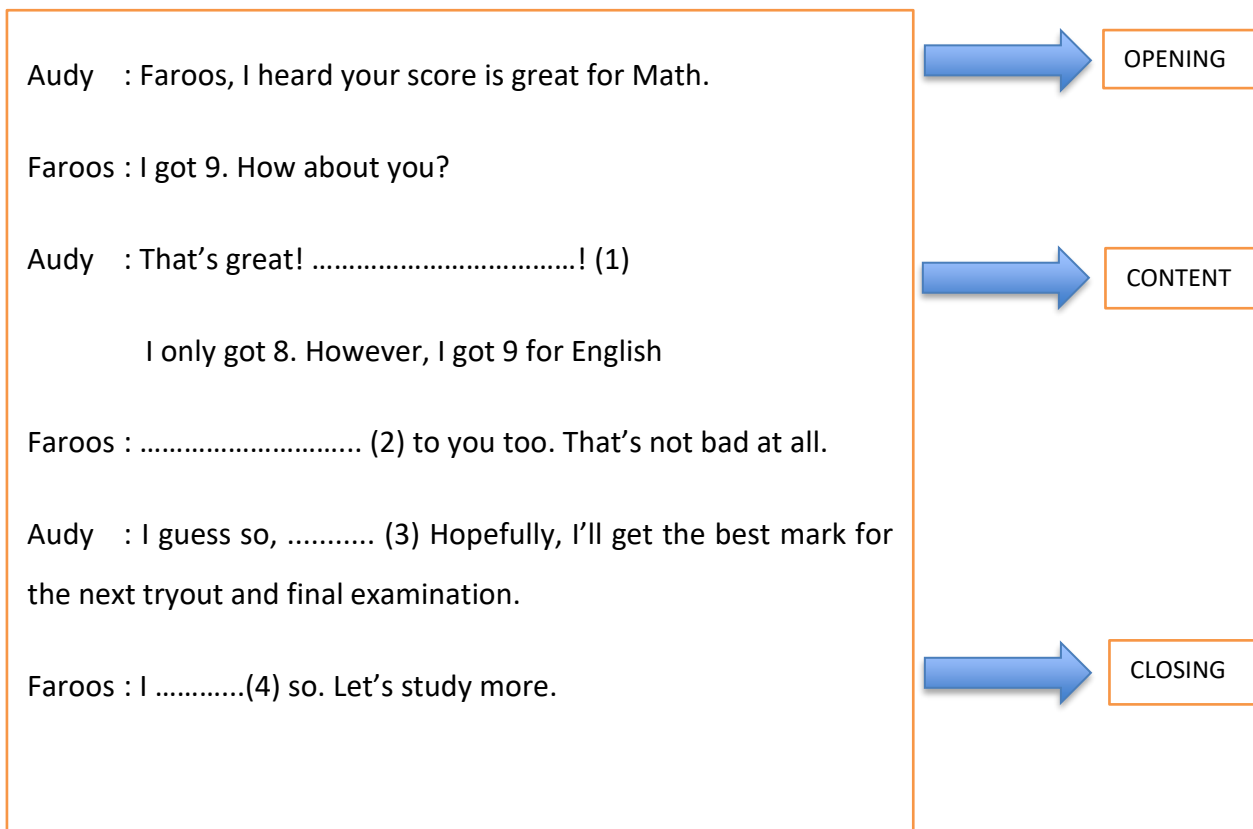 Audy : Faroos, I heard your score is great for Math.
OPENING
Faroos : I got 9. How about you?
Audy : That’s great! ………………………………! (1)
CONTENT
I only got 8. However, I got 9 for English
Faroos : ………………………... (2) to you too. That’s not bad at all.
Audy : I guess so, ........... (3) Hopefully, I’ll get the best mark for
the next tryout and final examination.
Faroos : I ………...(4) so. Let’s study more.
CLOSING